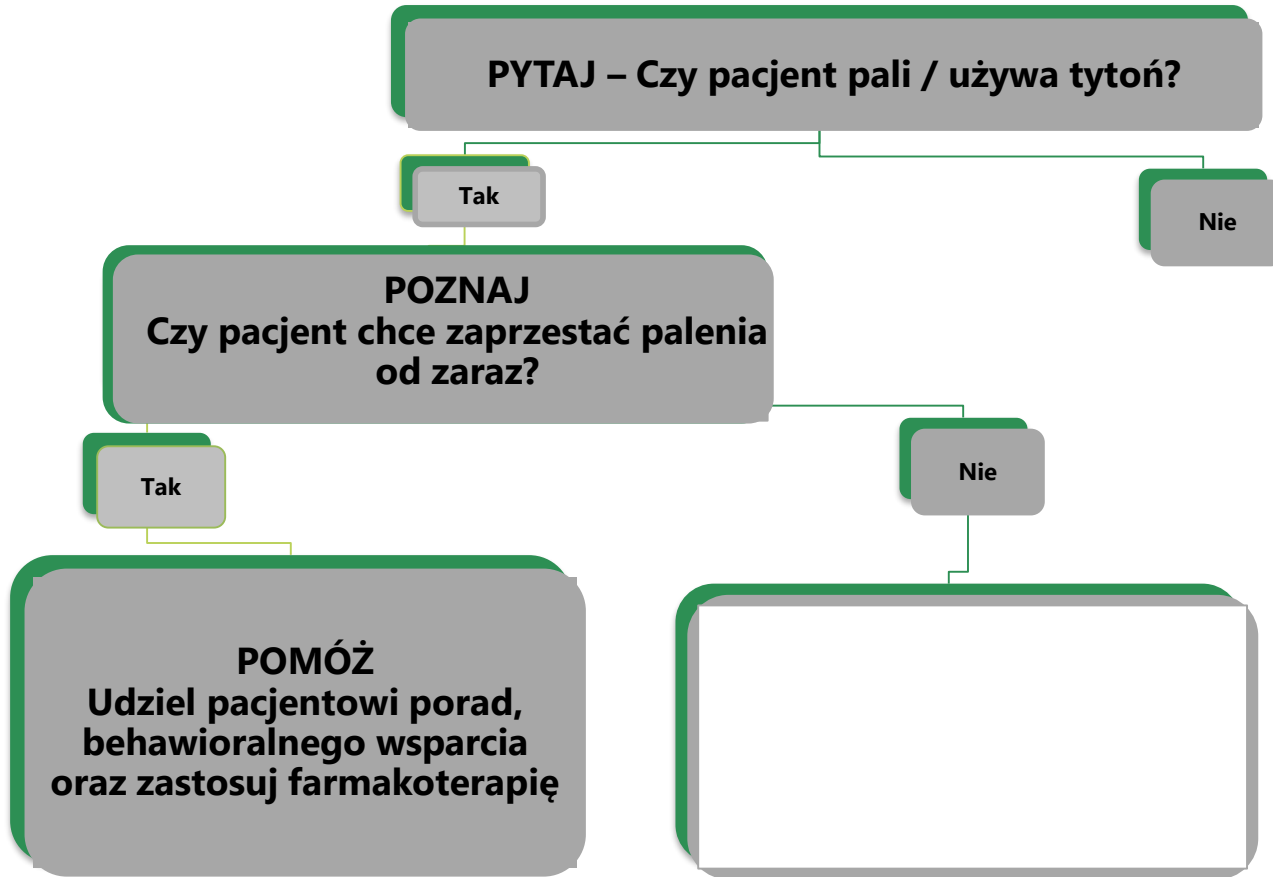 PYTAJ – Czy pacjent pali / używa tytoń?
Tak
Nie
POZNAJ
Czy pacjent chce zaprzestać palenia
od zaraz?
Tak
Nie
POMÓŻ
Udziel pacjentowi porad,
behawioralnego wsparcia
oraz zastosuj farmakoterapię